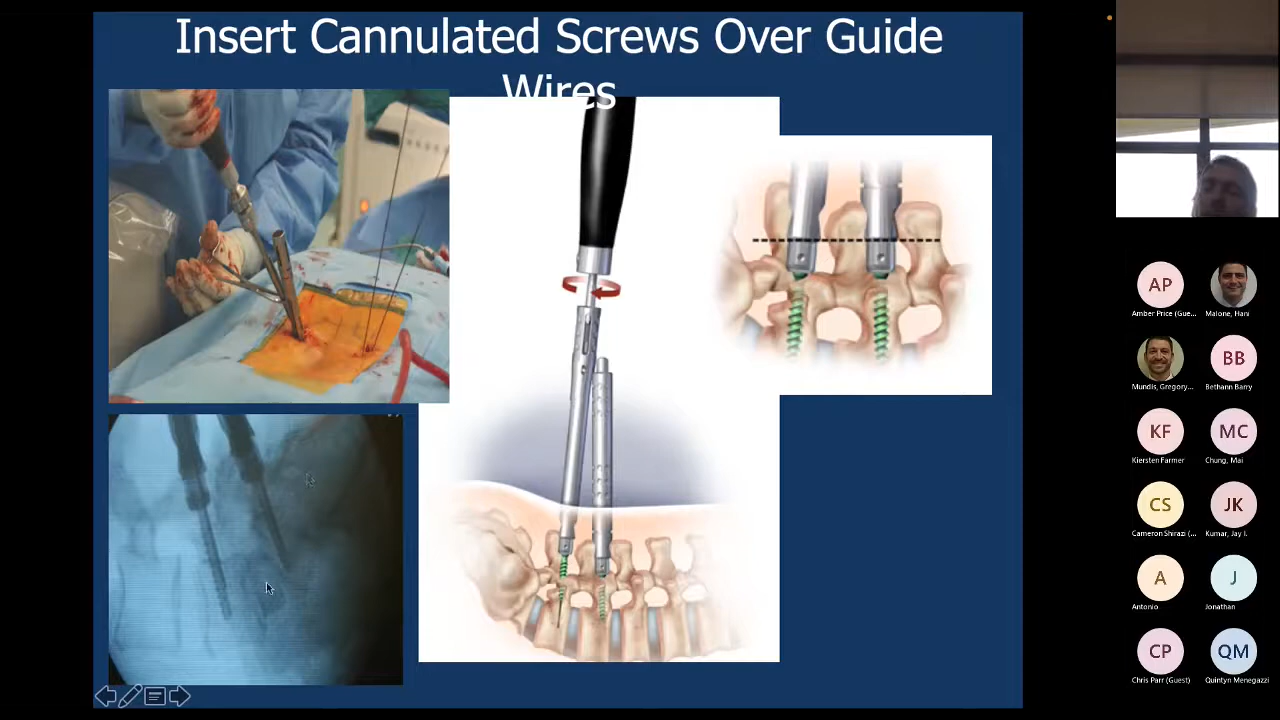 Insert Cannulated Screws Over Guide
Wires
AP
Amber Price (Gue...
Malone, Hani
Mundis, Gregory...
BB
Bethann Barry
KF
Kiersten Farmer
MC
Chung, Mai
CS
Cameron Shirazi (...
JK
Kumar, Jay I.
A
Antonio
J
Jonathan
CP
Chris Parr (Guest)
QM
Quintyn Menegazzi